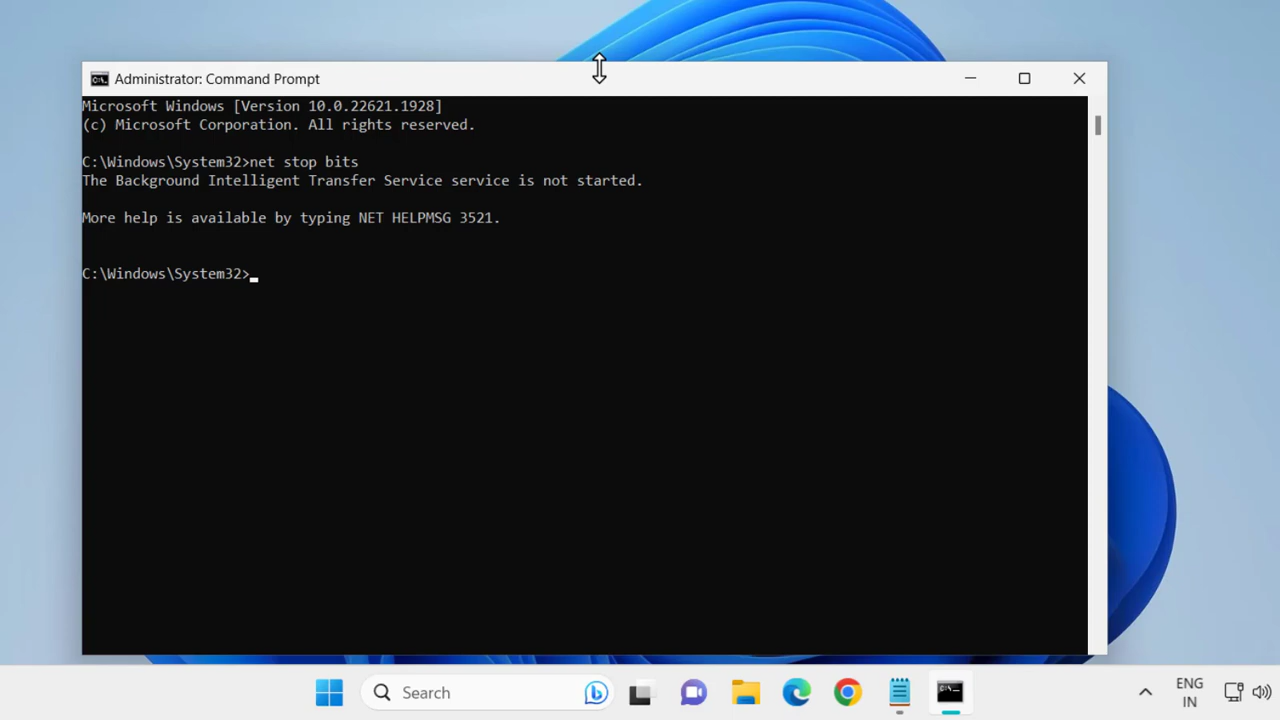 Administrator: Command Prompt
Microsoft Windows [Version 10.0.22621.1928]
(c) Microsoft Corporation. All rights reserved.
C:\Windows\System32>net stop bits
The Background Intelligent Transfer Service service is not started.
More help is available by typing NET HELPMSG 3521.
C:\Windows\System32>
Search
ENG
IN